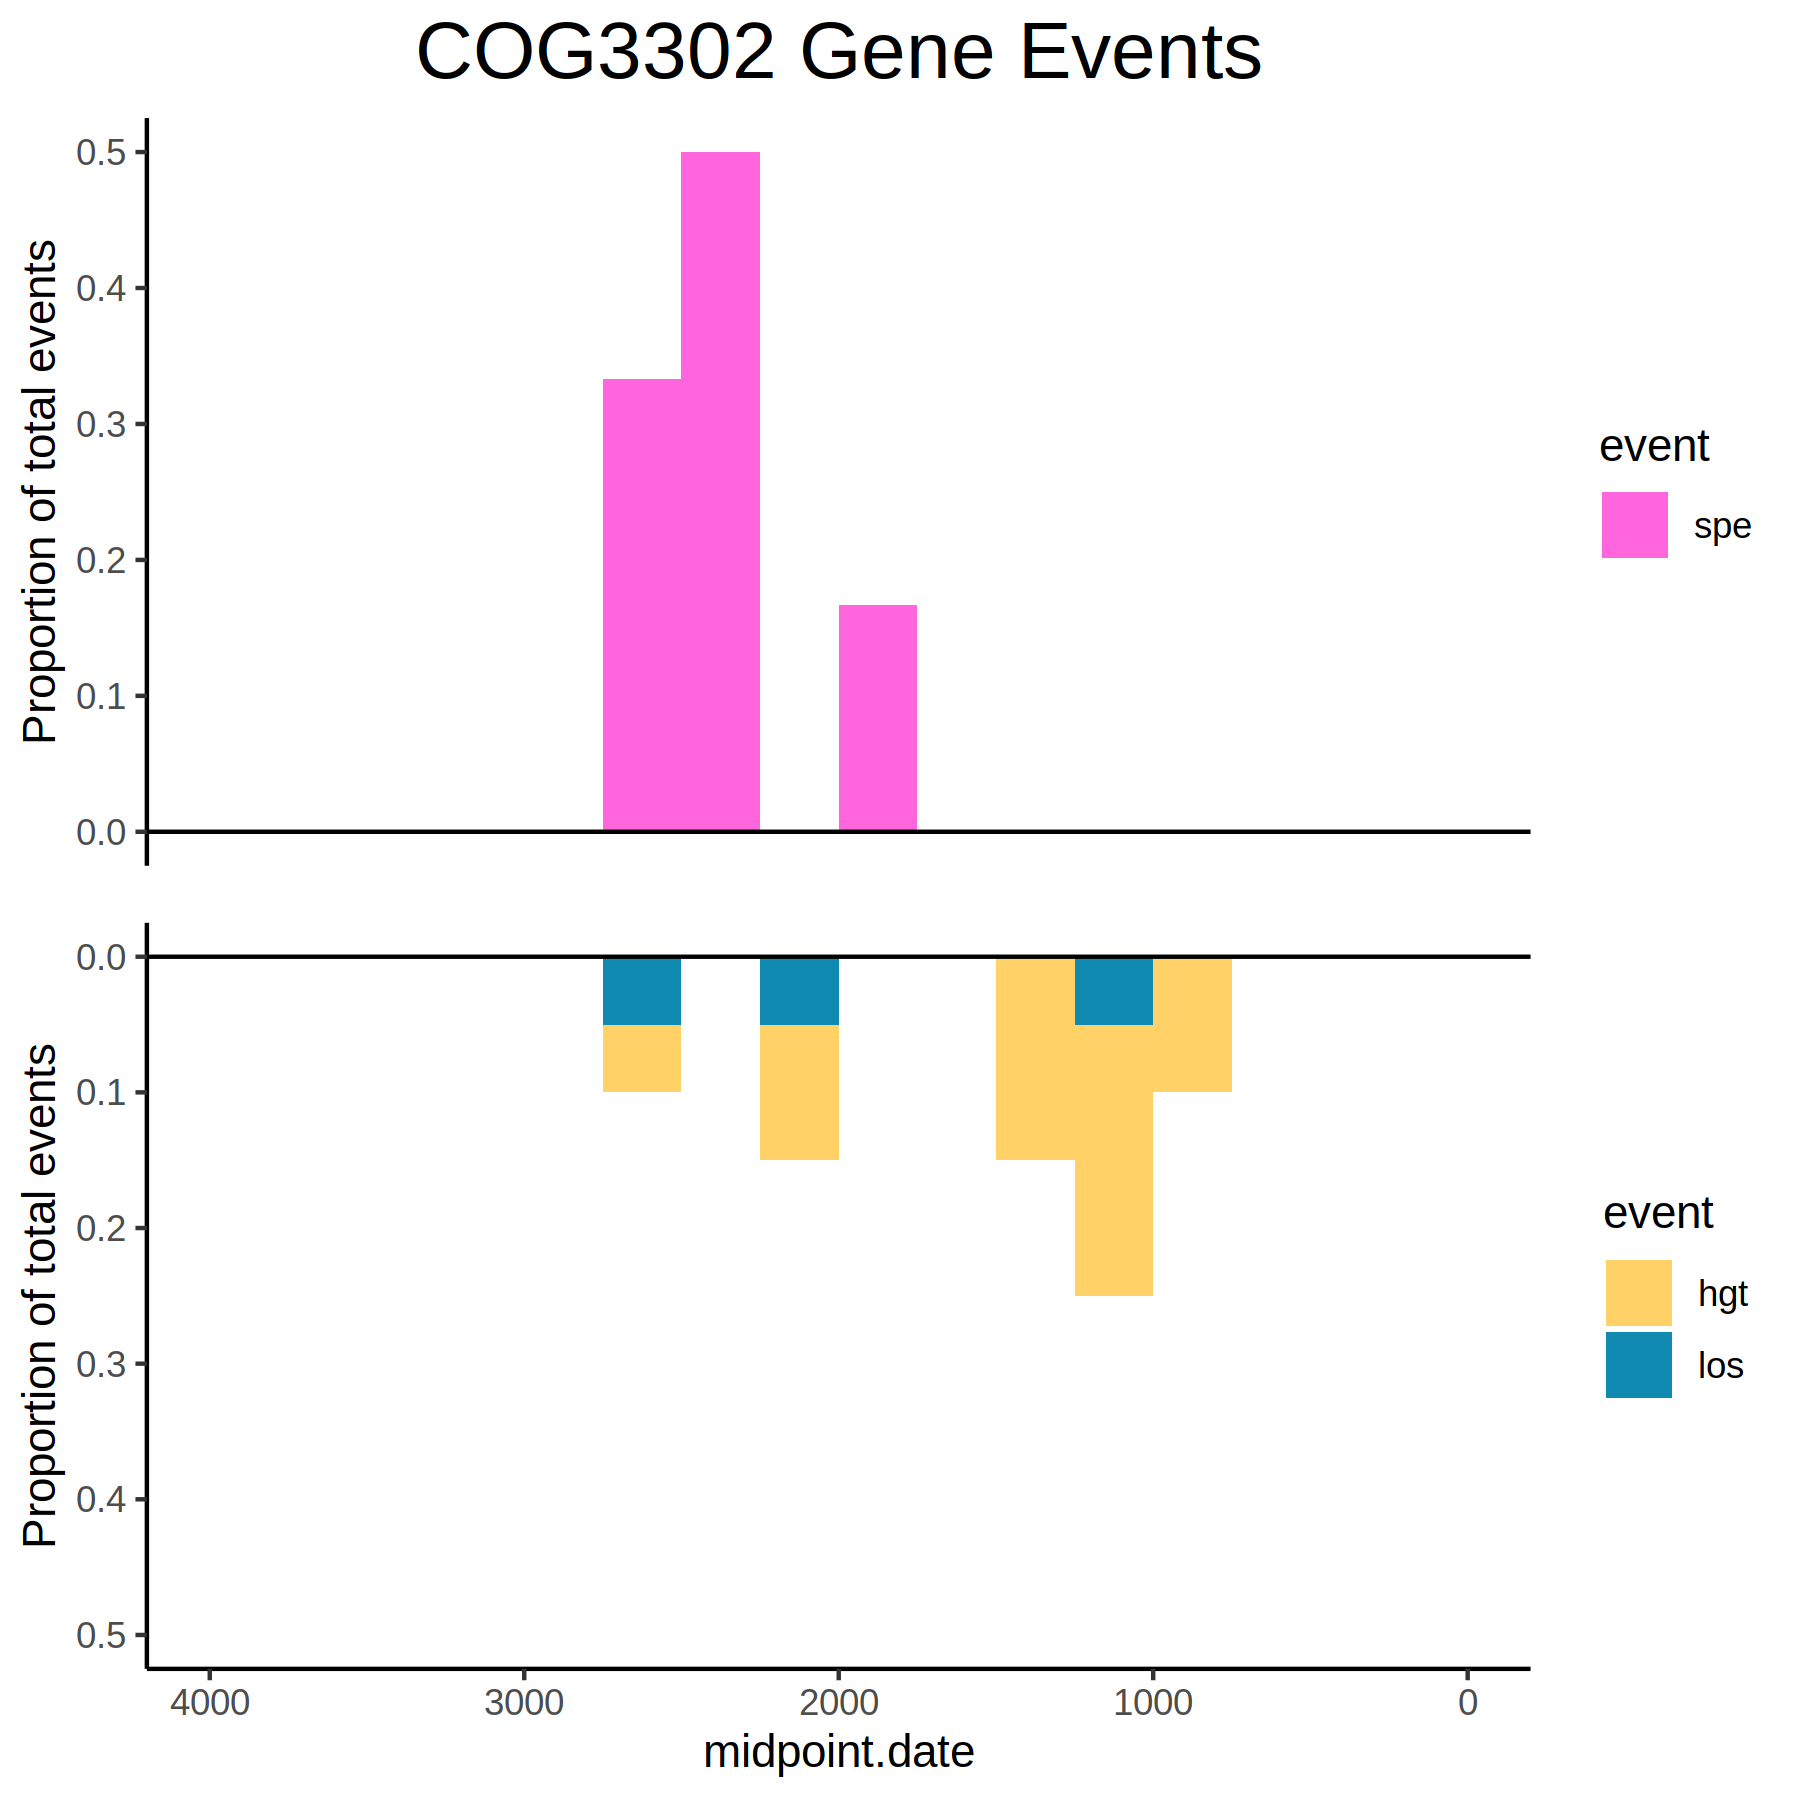 COG3302 Gene Events
Proportion of total events
0.5
0.4
0.3
0.2
0.1
0.0
event
spe
Proportion of total events
0.0
0.1
0.2
0.3
0.4
0.5
event
hgt
los
4000 3000 2000 1000 0
midpoint.date